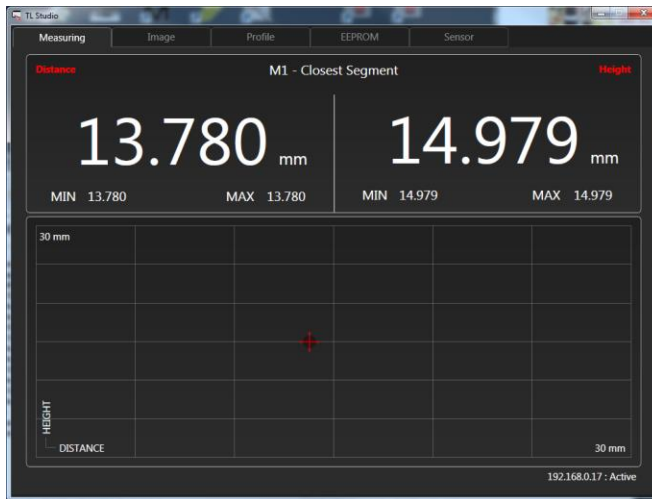 TL Studio
Measuring Image Profile EEPROM Sensor
Distance M1 - Closest Segment Height
13.780 mm 14.979 mm
MIN 13.780 MAX 13.780 MIN 14.979 MAX 14.979
30 mm
HEIGHT
DISTANCE 30 mm
192.168.0.17 : Active